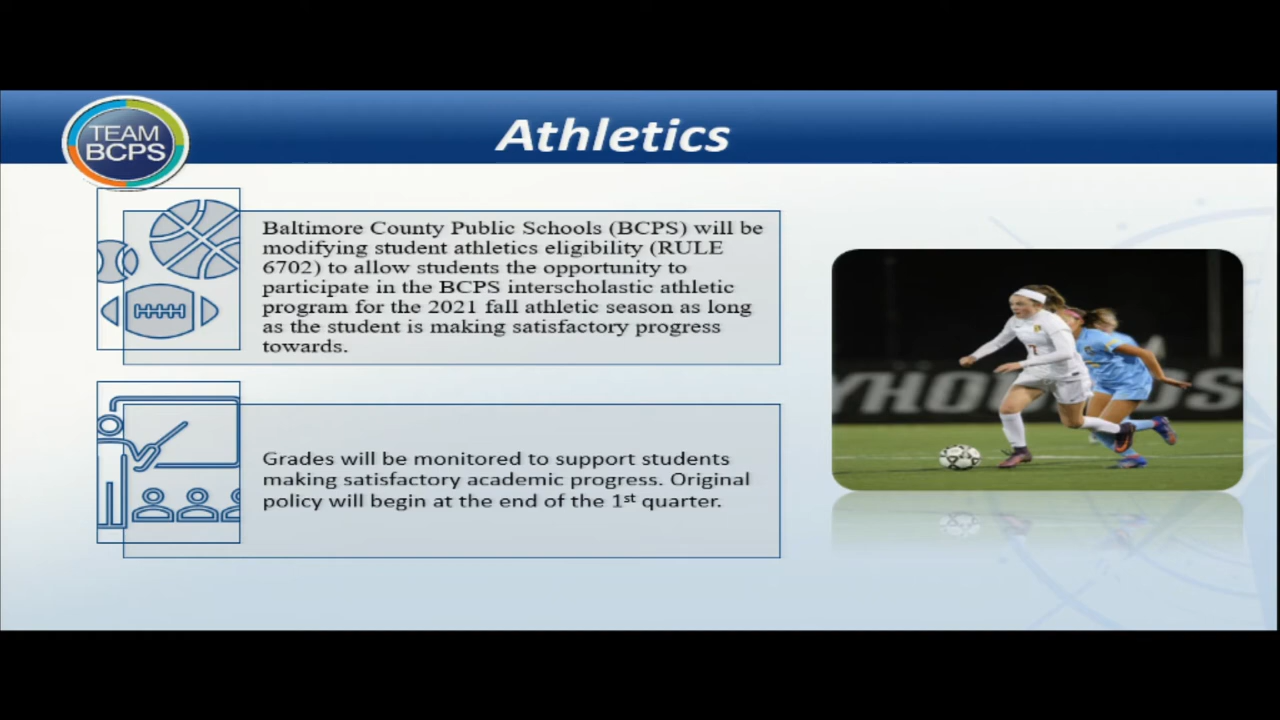 Athletics
TEAM
BCPS
Baltimore County Public Schools (BCPS) will be
modifying student athletics eligibility (RULE
6702) to allow students the opportunity to
participate in the BCPS interscholastic athletic
program for the 2021 fall athletic season as long
as the student is making satisfactory progress
towards.
Grades will be monitored to support students
making satisfactory academic progress. Original
policy will begin at the end of the 1st quarter.
YHOUNDS